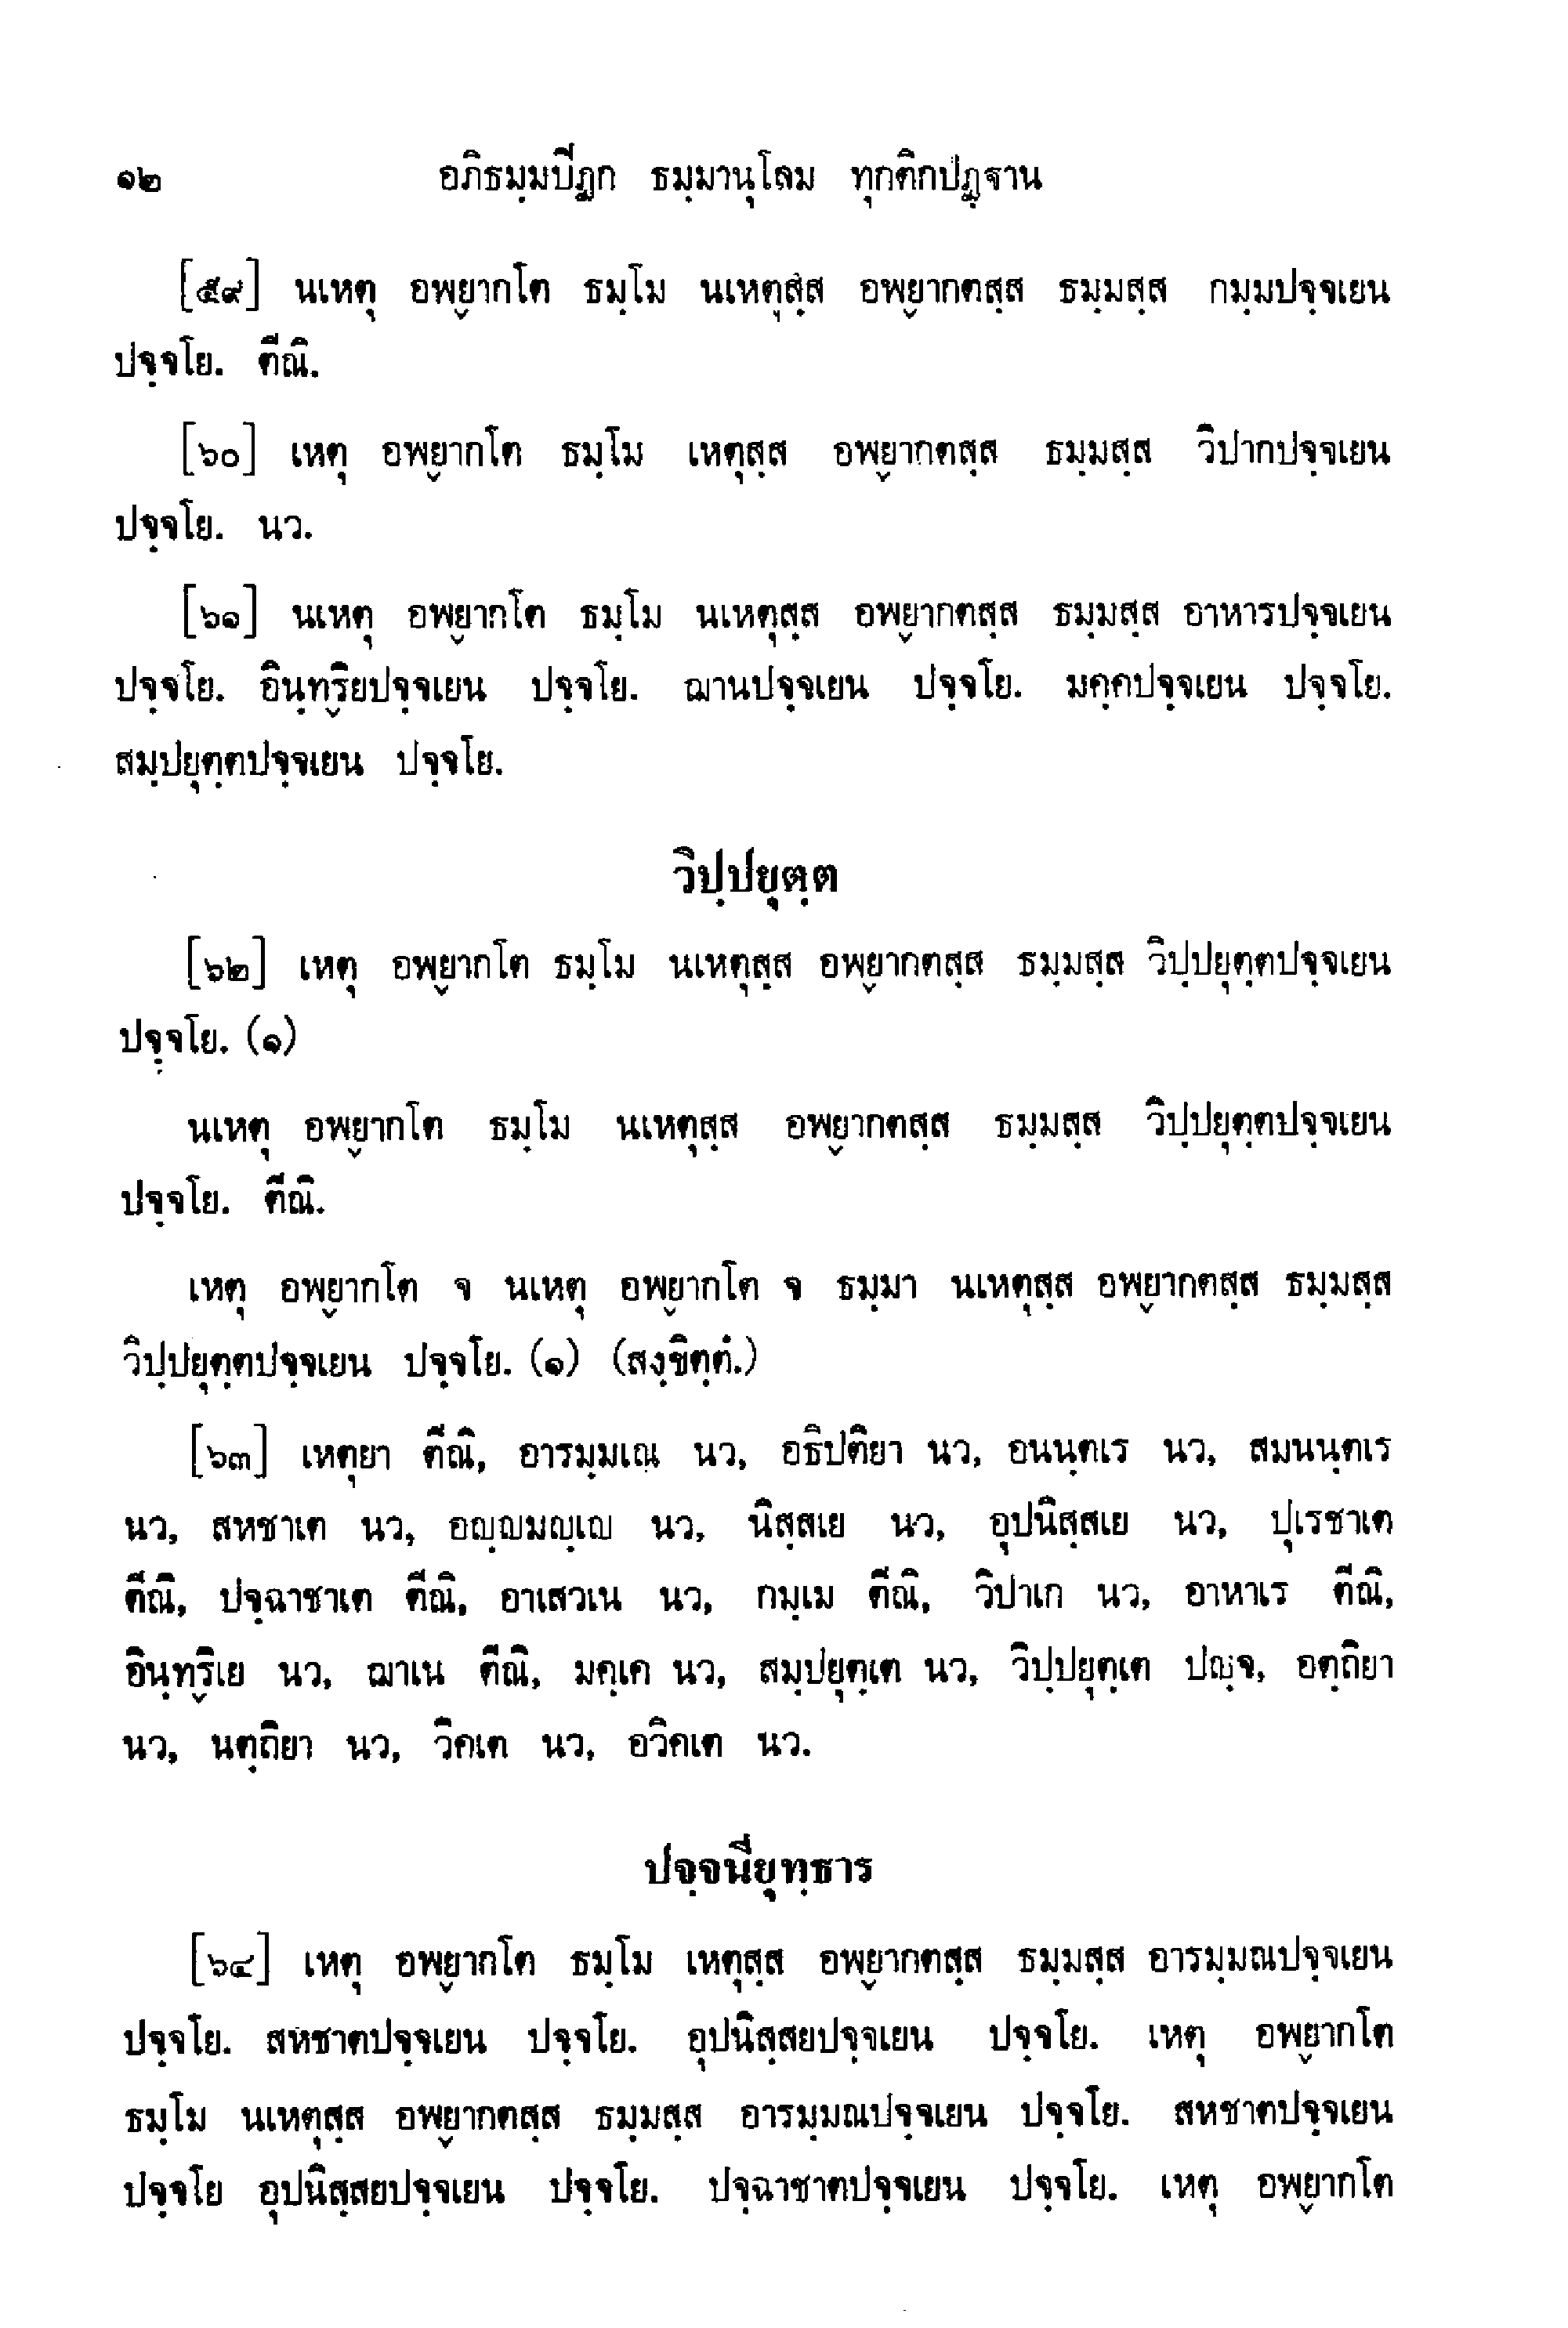 ๑๒ อภิธมฺมปีฏก ธมฺมานุโลม ทุกติกปฏฺฐาน
[๕๙] นเหตุ อพฺยากโต ธมฺโม นเหตุสฺส อพฺยากตสฺส ธมฺมสฺส กมฺมปจฺจเยน
ปจฺจโย. ตีณิ.
[๖๐] เหตุ อพฺยากโต ธมฺโม เหตุสฺส อพฺยากตสฺส ธมฺมสฺส วิปากปจฺจเยน
ปจฺจโย. นว.
[๖๑] นเหตุ อพฺยากโต ธมฺโม นเหตุสฺส อพฺยากตสฺส ธมฺมสฺส อาหารปจฺจเยน
ปจฺจโย. อินฺทฺริยปจฺจเยน ปจฺจโย. ฌานปจฺจเยน ปจฺจโย. มคฺคปจฺจเยน ปจฺจโย.
สมฺปยุตฺตปจฺจเยน ปจฺจโย.
วิปฺปยุตฺต
[๖๒] เหตุ อพฺยากโต ธมฺโม นเหตุสฺส อพฺยากตสฺส ธมฺมสฺส วิปฺปยุตฺตปจฺจเยน
ปจฺจโย. (๑)
นเหตุ อพฺยากโต ธมฺโม นเหตุสฺส อพฺยากตสฺส ธมฺมสฺส วิปฺปยุตฺตปจฺจเยน
ปจฺจโย. ตีณิ.
เหตุ อพฺยากโต จ นเหตุ อพฺยากโต จ ธมฺมา นเหตุสฺส อพฺยากตสฺส ธมฺมสฺส
วิปฺปยุตฺตปจฺจเยน ปจฺจโย. (๑) (สงฺขิตฺตํ.)
[๖๓] เหตุยา ตีณิ, อารมฺมเณ นว, อธิปติยา นว, อนนฺตเร นว, สมนนฺตเร
นว, สหชาเต นว, อญฺญมญฺเญ นว, นิสฺสเย นว, อุปนิสฺสเย นว, ปุเรชาเต
ตีณิ, ปจฺฉาชาเต ตีณิ, อาเสวเน นว, กมฺเม ตีณิ, วิปาเก นว, อาหาเร ตีณิ,
อินฺทฺริเย นว, ฌาเน ตีณิ, มคฺเค นว, สมฺปยุตฺเต นว, วิปฺปยุตฺเต ปญฺจ, อตฺถิยา
นว, นตฺถิยา นว, วิคเต นว, อวิคเต นว.
ปจฺจนียุทฺธาร
[๖๔] เหตุ อพฺยากโต ธมฺโม เหตุสฺส อพฺยากตสฺส ธมฺมสฺส อารมฺมณปจฺจเยน
ปจฺจโย. สหชาตปจฺจเยน ปจฺจโย. อุปนิสฺสยปจฺจเยน ปจฺจโย. เหตุ อพฺยากโต
ธมฺโม นเหตุสฺส อพฺยากตสฺส ธมฺมสฺส อารมฺมณปจฺจเยน ปจฺจโย. สหชาตปจฺจเยน
ปจฺจโย อุปนิสฺสยปจฺจเยน ปจฺจโย. ปจฺฉาชาตปจฺจเยน ปจฺจโย. เหตุ อพฺยากโต